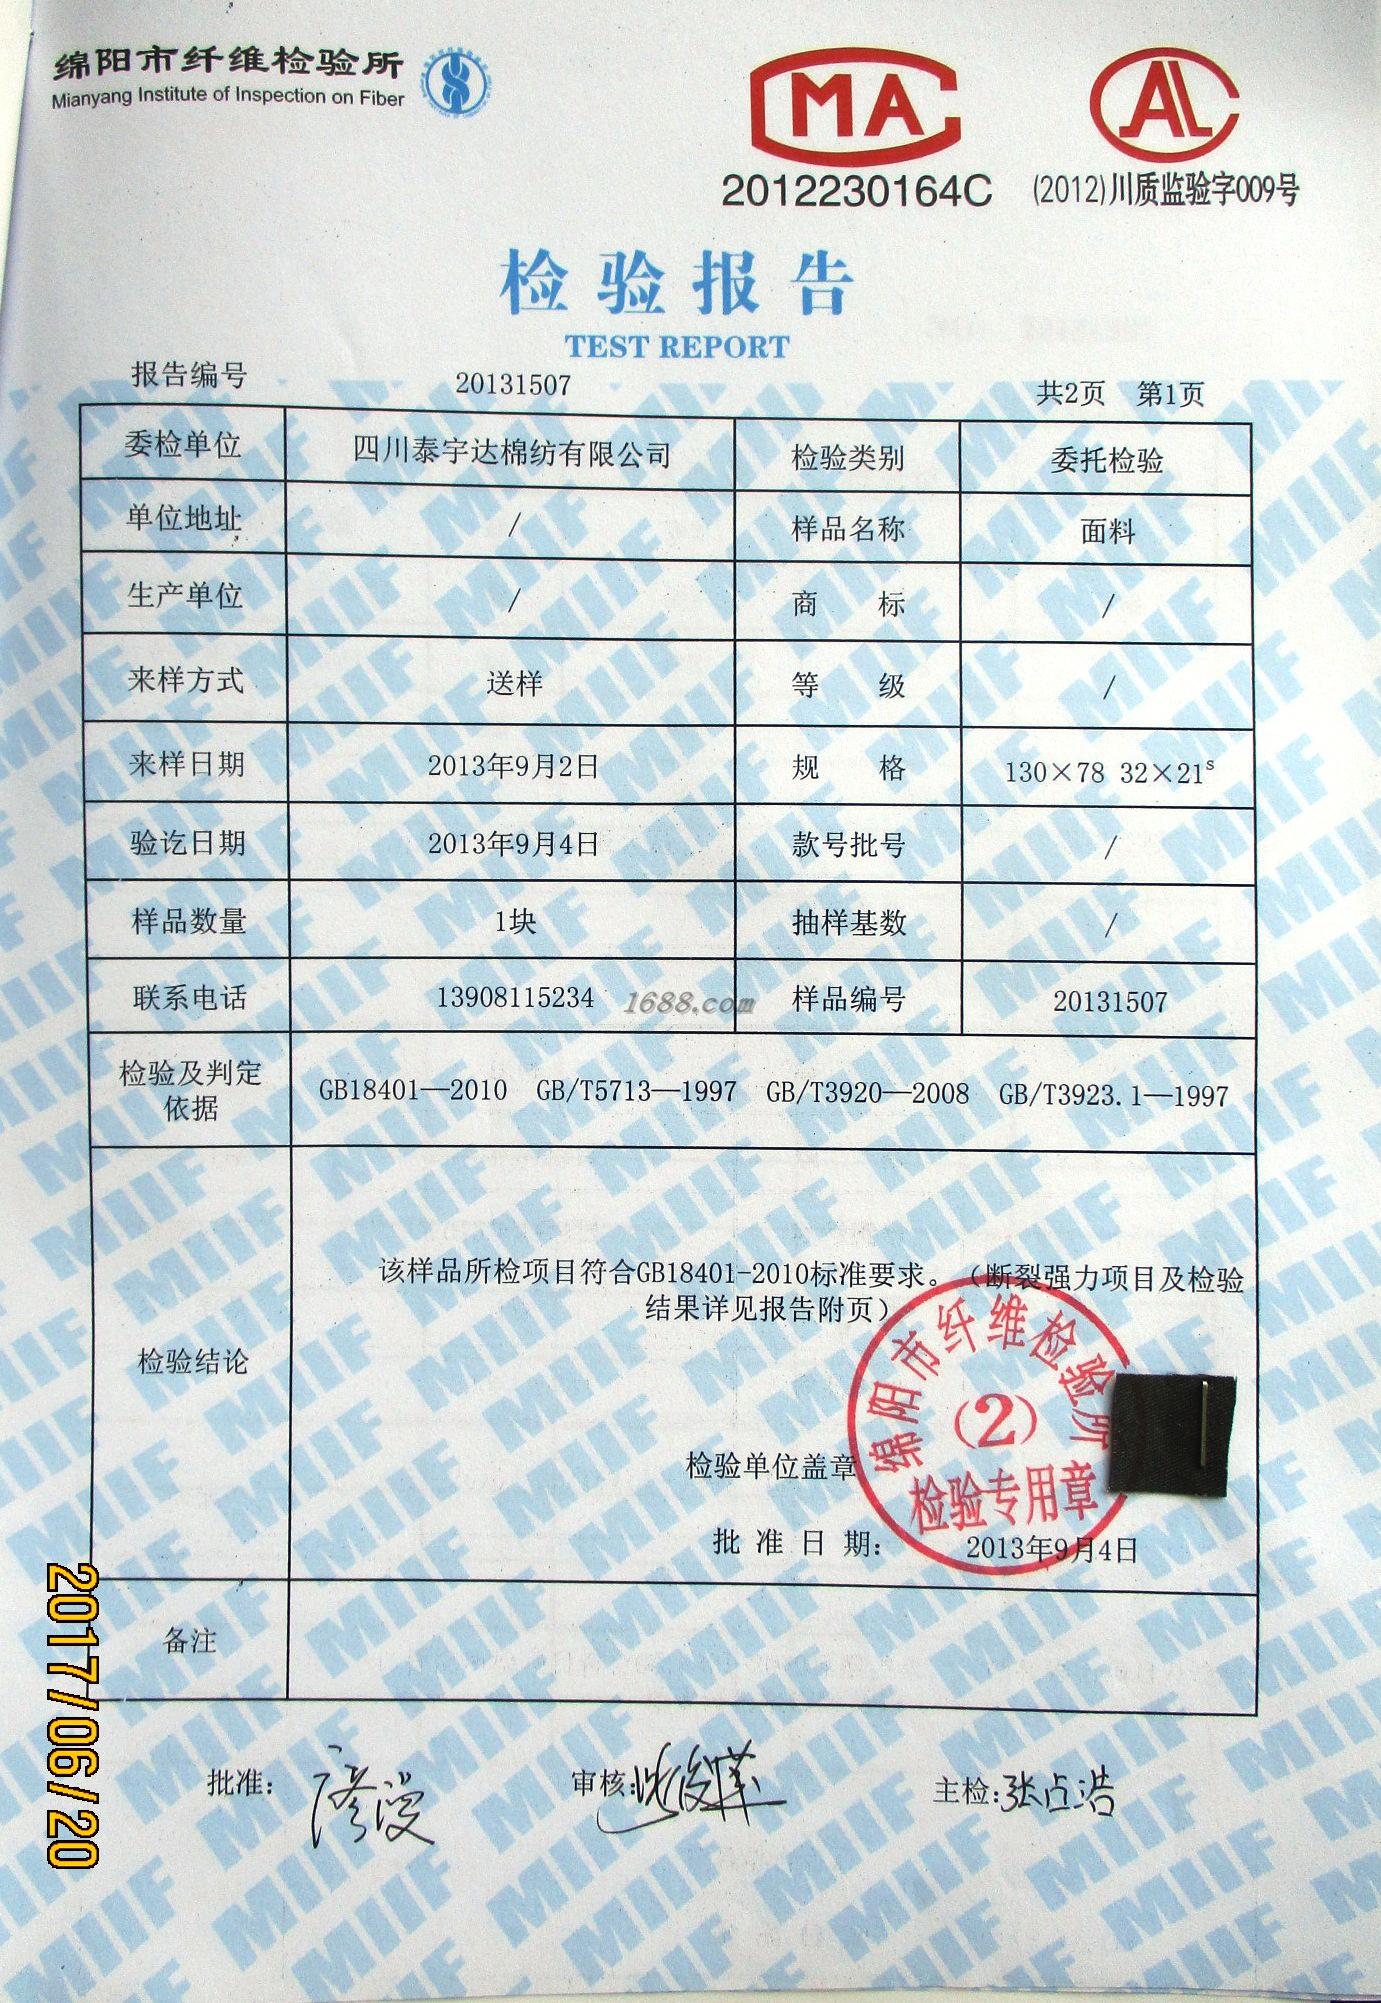 绵阳市纤维检验所
Mianyang Institute of Inspection on Fiber
CMA
CAL
2012230164C
(2012)川质监验字009号
检验报告
TEST REPORT
报告编号 20131507 共2页 第1页
委检单位 四川泰宇达棉纺有限公司 检验类别 委托检验
单位地址 / 样品名称 面料
生产单位 / 商 标 /
来样方式 送样 等 级 /
来样日期 2013年9月2日 规 格 130×78 32×21s
验讫日期 2013年9月4日 款号批号 /
样品数量 1块 抽样基数 /
联系电话 13908115234 样品编号 20131507
1688.com
检验及判定
依据
GB18401—2010 GB/T5713—1997 GB/T3920—2008 GB/T3923.1—1997
检验结论
该样品所检项目符合GB18401-2010标准要求。（断裂强力项目及检验
结果详见报告附页）
绵阳市纤维检验所
(2)
检验专用章
检验单位盖章
批准日期： 2013年9月4日
备注
批准： 审核： 主检：
2017/06/20
MIIF